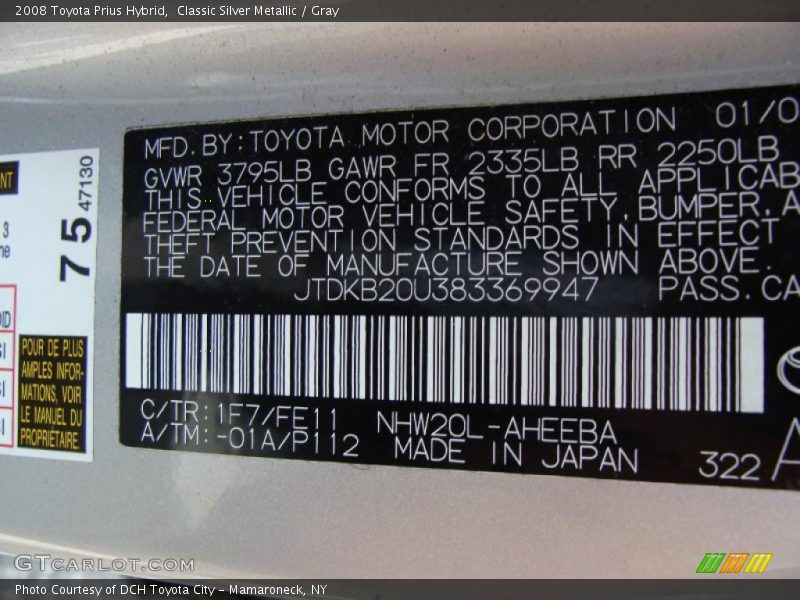 2008 Toyota Prius Hybrid,  Classic Silver Metallic / Gray
MFD. BY: TOYOTA MOTOR CORPORATION 01/0
GVWR 3795LB GAWR FR 2335LB RR 2250LB
THIS VEHICLE CONFORMS TO ALL APPLICAB
FEDERAL MOTOR VEHICLE SAFETY, BUMPER, A
THEFT PREVENTION STANDARDS IN EFFECT
THE DATE OF MANUFACTURE SHOWN ABOVE.
JTDKB20U383369947 PASS. CA
C/TR: 1F7/FE11 NHW20L-AHEEBA
A/TM: -01A/P112 MADE IN JAPAN 322 A
NT
3
ne
75 47130
POUR DE PLUS
AMPLES INFOR-
MATIONS, VOIR
LE MANUEL DU
PROPRIÉTAIRE.
GTCARLOT.COM
Photo Courtesy of DCH Toyota City - Mamaroneck, NY